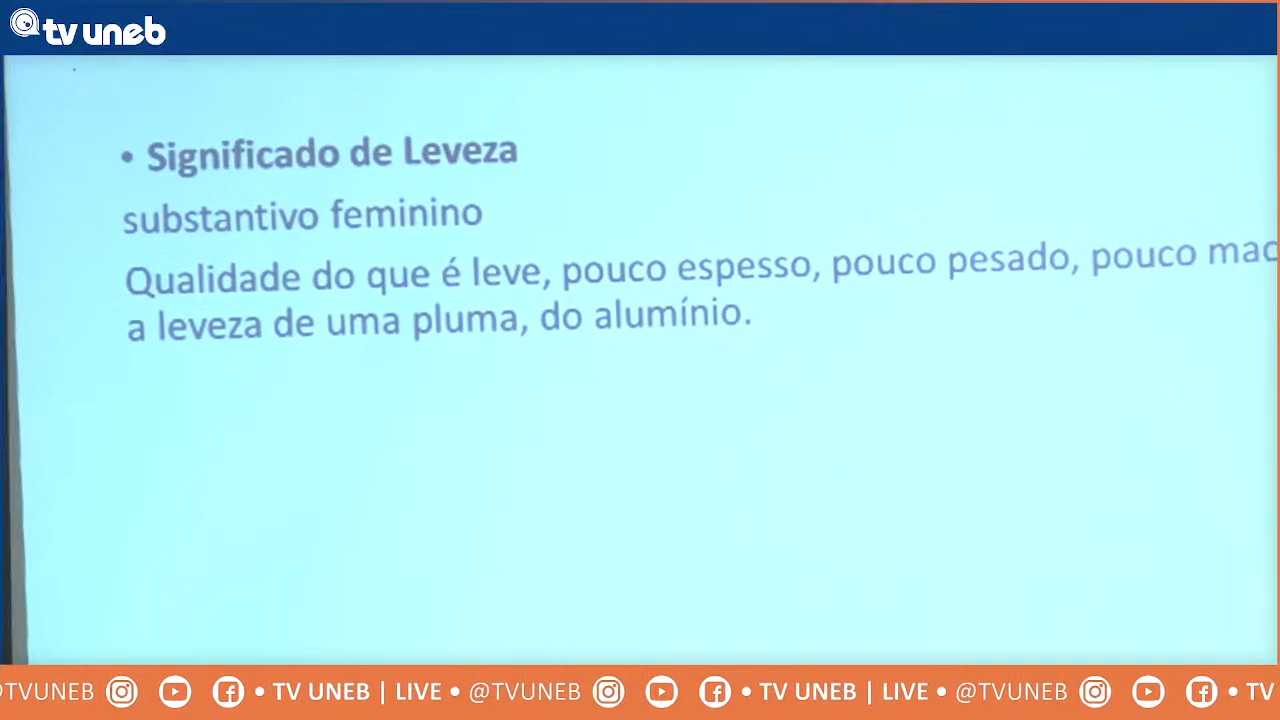 tv uneb
• Significado de Leveza
substantivo feminino
Qualidade do que é leve, pouco espesso, pouco pesado, pouco
a leveza de uma pluma, do alumínio.
@TVUNEB • TV UNEB | LIVE • @TVUNEB • TV UNEB | LIVE • @TVUNEB • TV